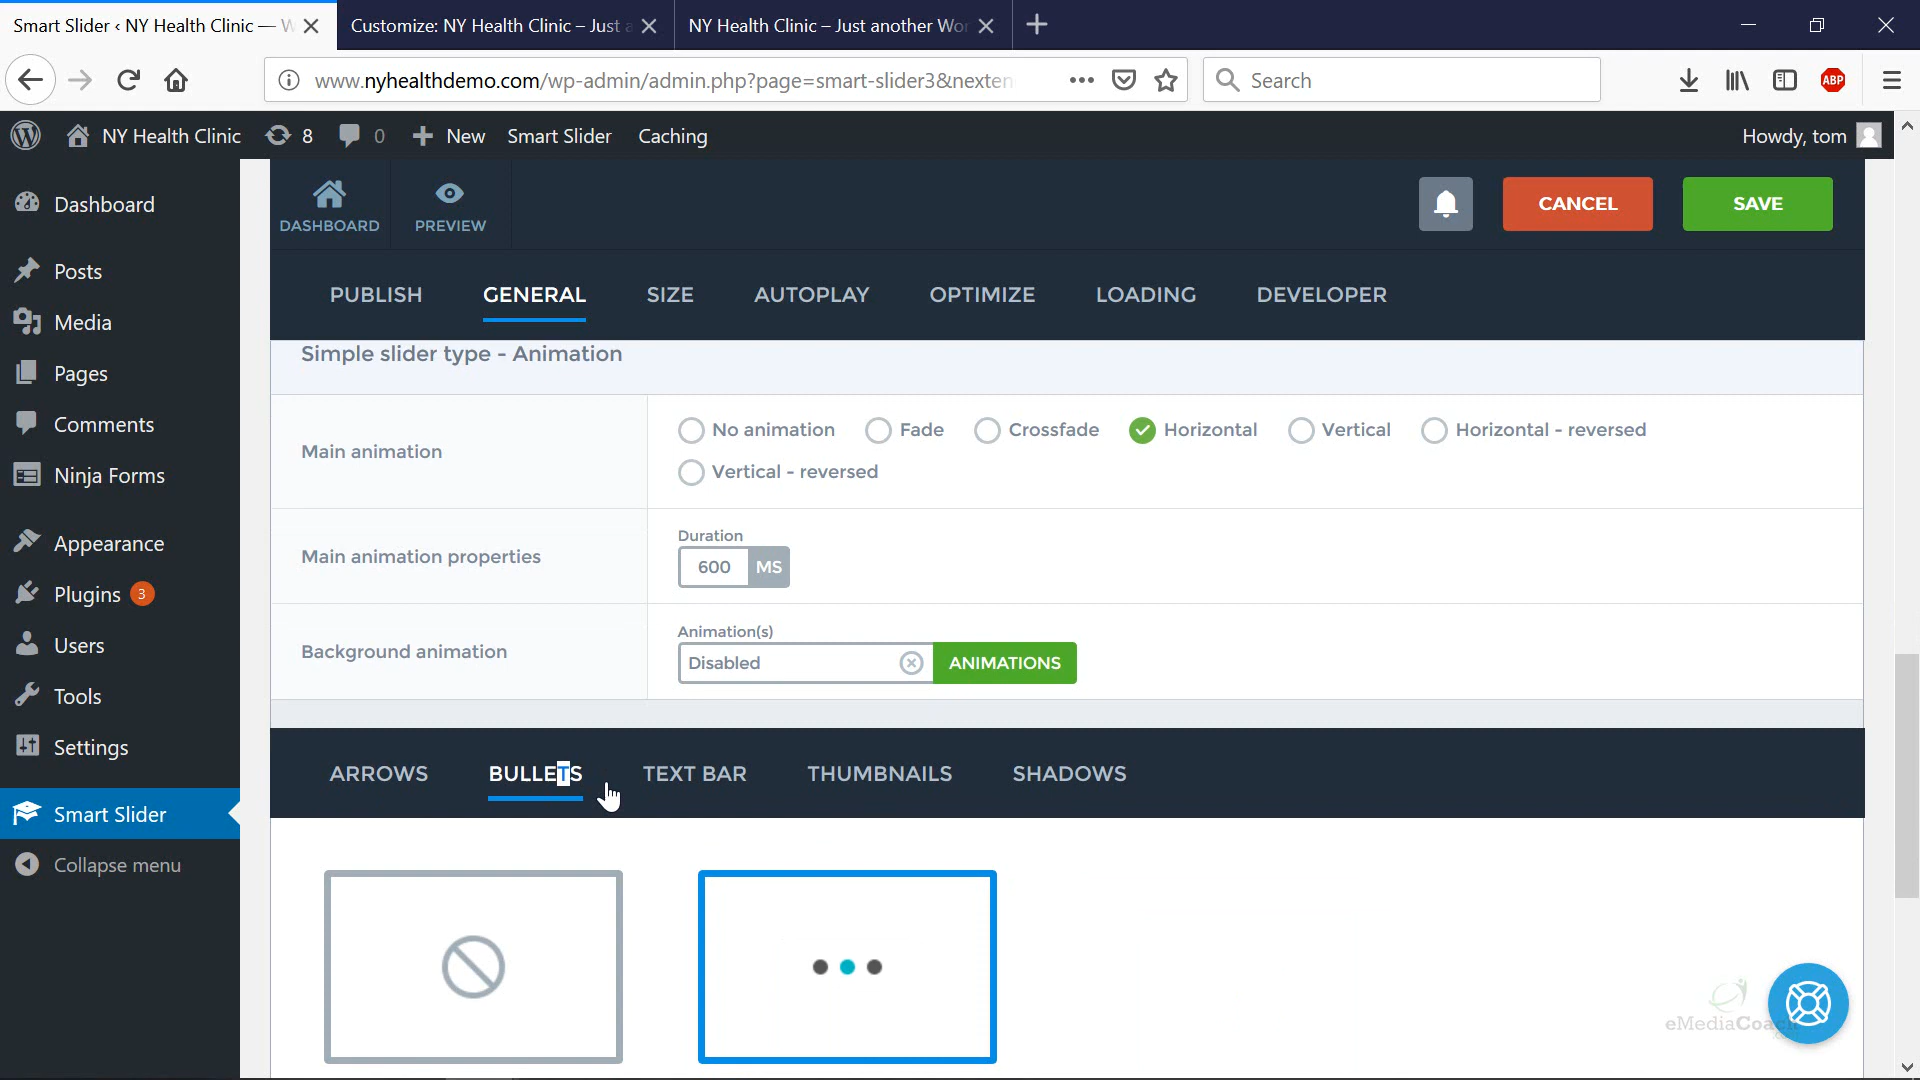 Smart Slider ‹ NY Health Clinic — W
Customize: NY Health Clinic – Just a
NY Health Clinic – Just another Wor
www.nyhealthdemo.com/wp-admin/admin.php?page=smart-slider3&nexten
Search
ABP
NY Health Clinic
8
0
New
Smart Slider
Caching
Howdy, tom
Dashboard
Posts
Media
Pages
Comments
Ninja Forms
Appearance
Plugins 3
Users
Tools
Settings
Smart Slider
Collapse menu
DASHBOARD
PREVIEW
CANCEL
SAVE
PUBLISH
GENERAL
SIZE
AUTOPLAY
OPTIMIZE
LOADING
DEVELOPER
Simple slider type - Animation
Main animation
No animation
Fade
Crossfade
Horizontal
Vertical
Horizontal - reversed
Vertical - reversed
Main animation properties
Duration
600 MS
Background animation
Animation(s)
Disabled
ANIMATIONS
ARROWS
BULLETS
TEXT BAR
THUMBNAILS
SHADOWS
eMediaCoach